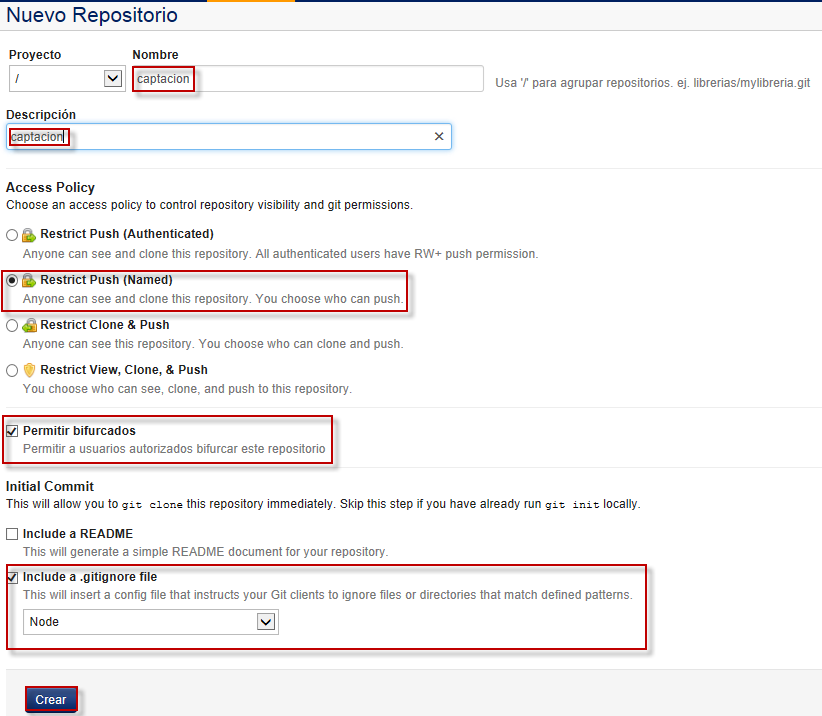 Nuevo Repositorio
Proyecto Nombre
/ captacion Usa '/' para agrupar repositorios. ej. librerias/mylibreria.git
Descripción
captacion
Access Policy
Choose an access policy to control repository visibility and git permissions.
Restrict Push (Authenticated)
Anyone can see and clone this repository. All authenticated users have RW+ push permission.
Restrict Push (Named)
Anyone can see and clone this repository. You choose who can push.
Restrict Clone & Push
Anyone can see this repository. You choose who can clone and push.
Restrict View, Clone, & Push
You choose who can see, clone, and push to this repository.
Permitir bifurcados
Permitir a usuarios autorizados bifurcar este repositorio
Initial Commit
This will allow you to git clone this repository immediately. Skip this step if you have already run git init locally.
Include a README
This will generate a simple README document for your repository.
Include a .gitignore file
This will insert a config file that instructs your Git clients to ignore files or directories that match defined patterns.
Node
Crear